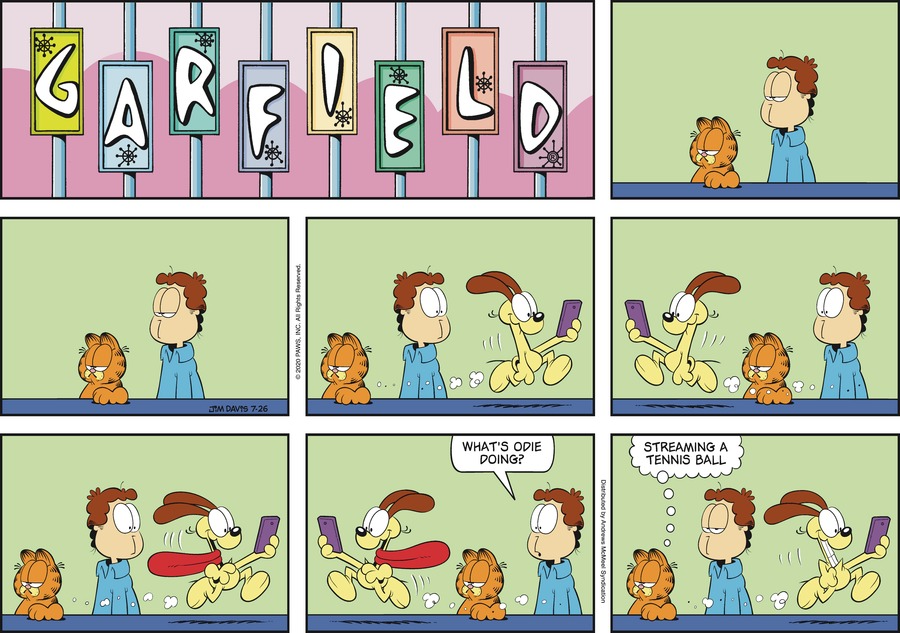 GARFIELD
®
JIM DAVIS 7-26
© 2020 PAWS, INC. All Rights Reserved.
WHAT'S ODIE
DOING?
Distributed by Andrews McMeel Syndication
STREAMING A
TENNIS BALL